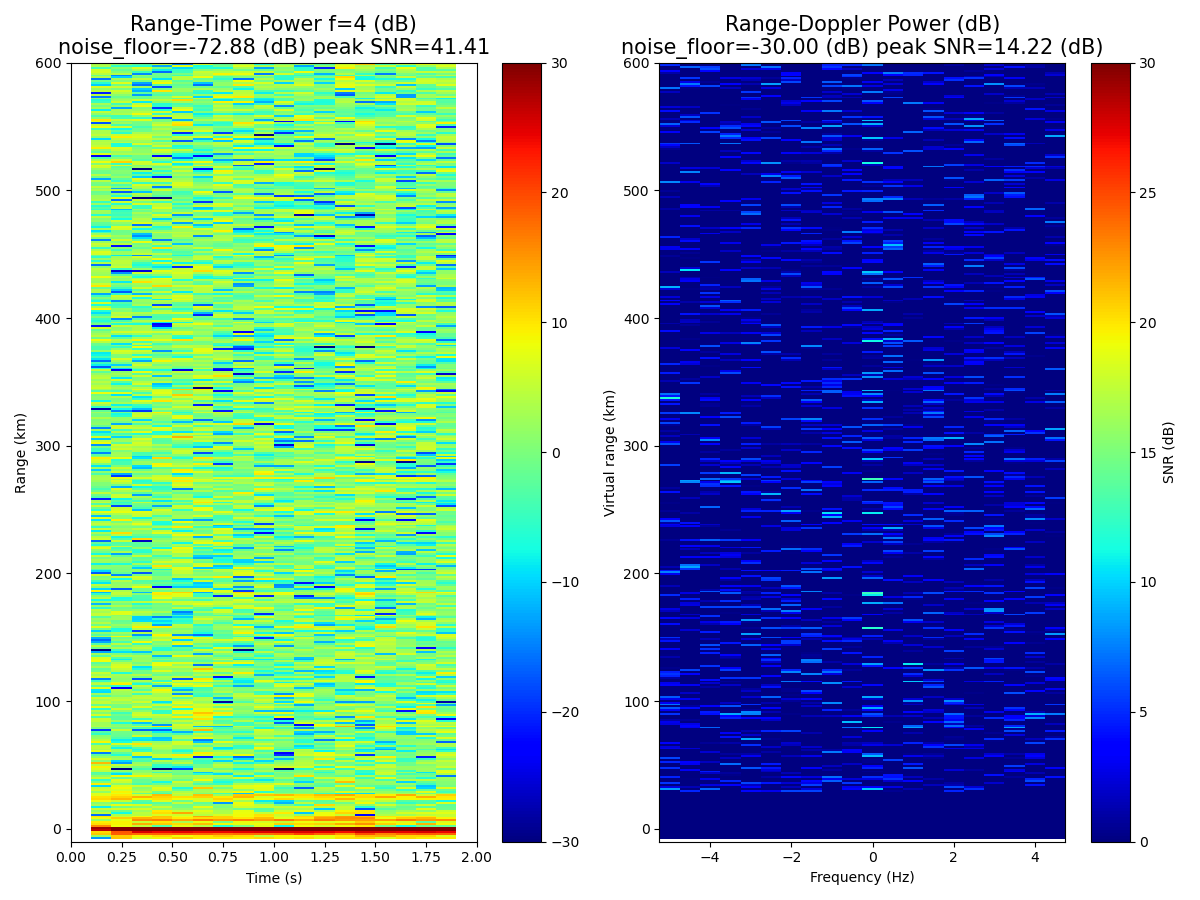 Range-Time Power f=4 (dB)
noise_floor=-72.88 (dB) peak SNR=41.41
Range (km)
600
500
400
300
200
100
0
0.00 0.25 0.50 0.75 1.00 1.25 1.50 1.75 2.00
Time (s)
30
20
10
0
−10
−20
−30
Range-Doppler Power (dB)
noise_floor=-30.00 (dB) peak SNR=14.22 (dB)
Virtual range (km)
600
500
400
300
200
100
0
−4 −2 0 2 4
Frequency (Hz)
30
25
20
15
10
5
0
SNR (dB)